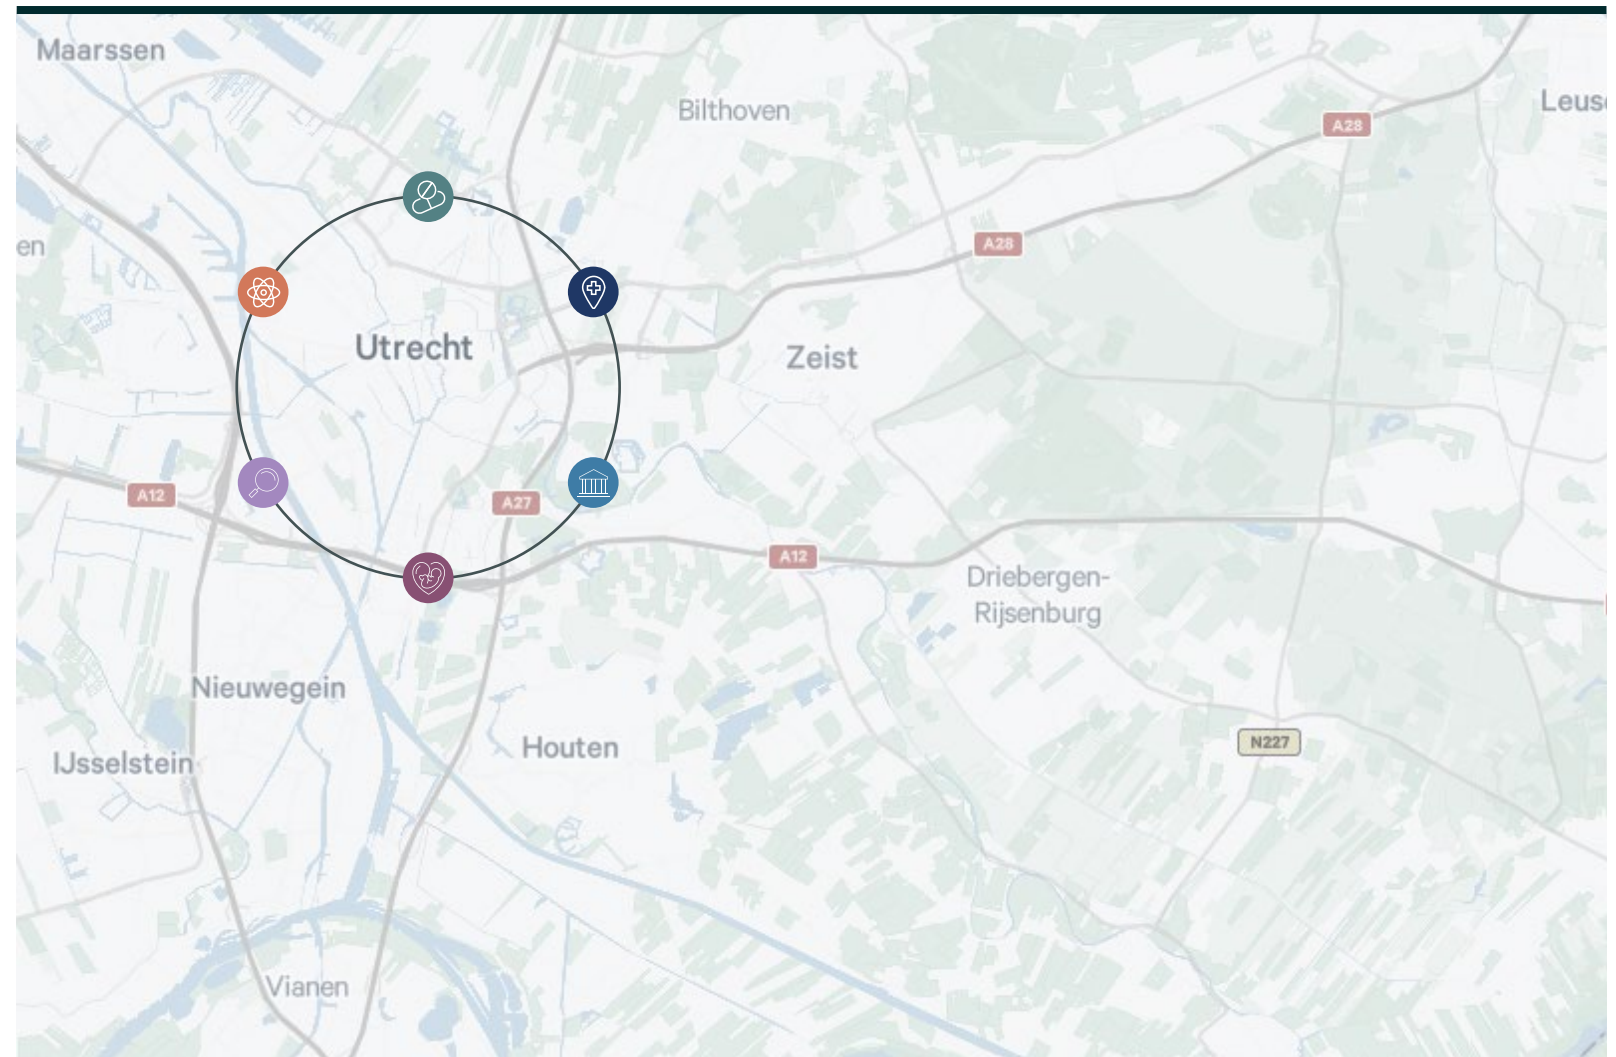 Maarssen
Bilthoven
Leus
A28
en
A28
Utrecht
Zeist
A12
A27
A12
Driebergen-
Rijsenburg
Nieuwegein
N227
Houten
IJsselstein
Vianen